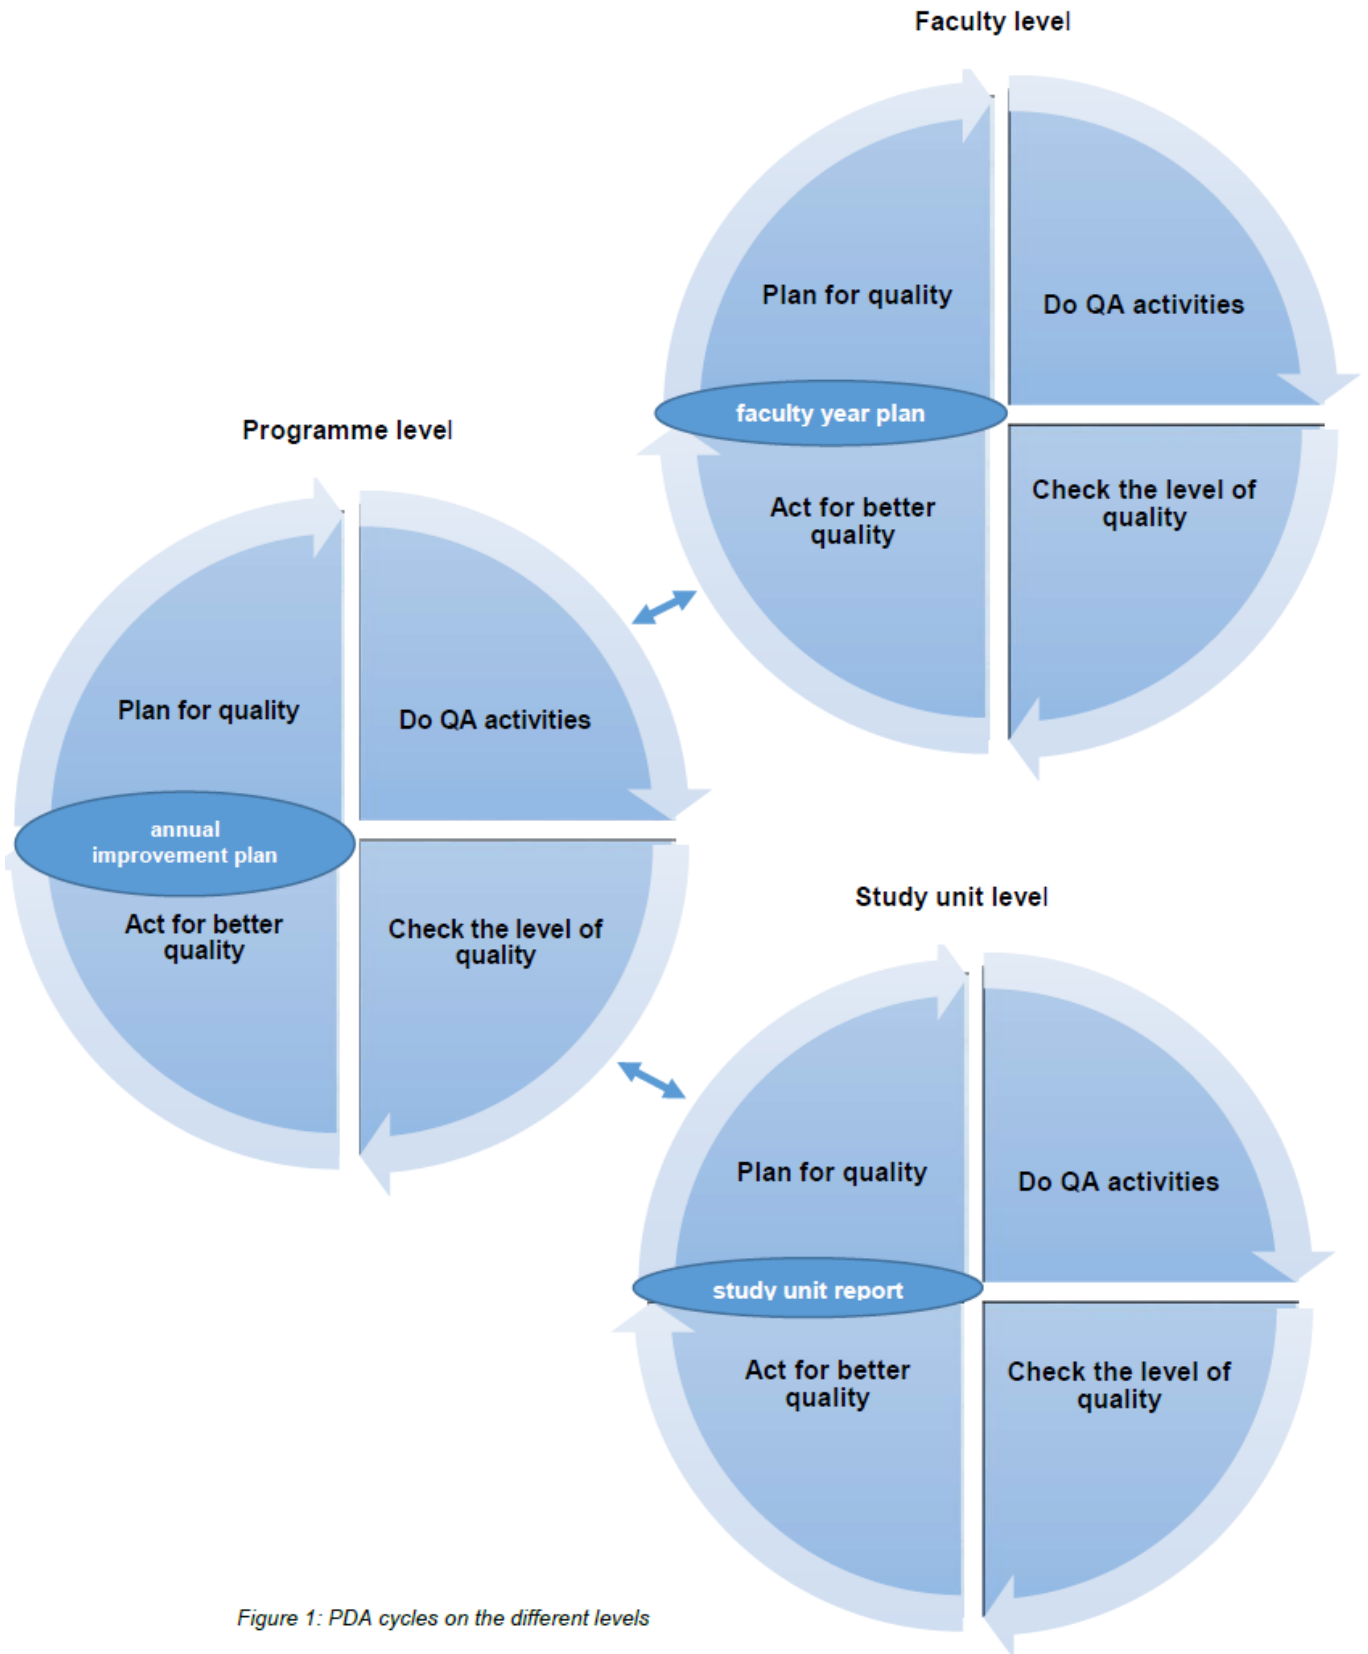 Faculty level
Plan for quality
Do QA activities
faculty year plan
Act for better
quality
Check the level of
quality
Programme level
Plan for quality
Do QA activities
annual
improvement plan
Act for better
quality
Check the level of
quality
Study unit level
Plan for quality
Do QA activities
study unit report
Act for better
quality
Check the level of
quality
Figure 1: PDA cycles on the different levels